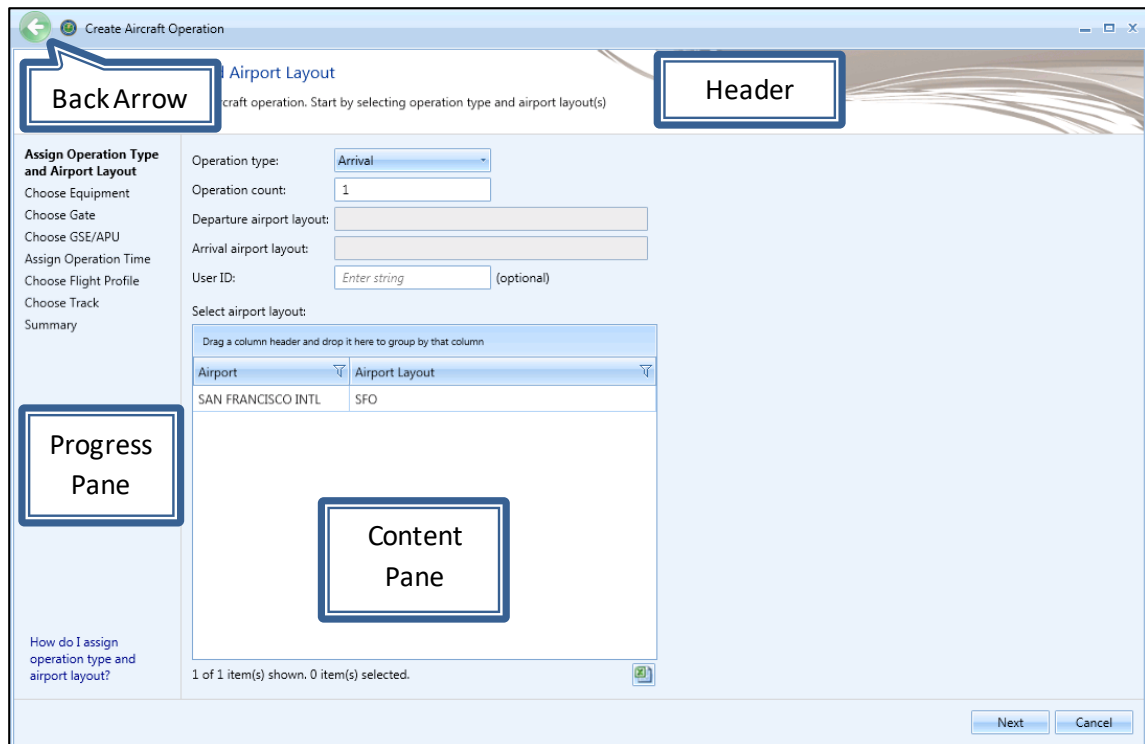 Create Aircraft Operation
Back Arrow
Airport Layout
craft operation. Start by selecting operation type and airport layout(s)
Header
Assign Operation Type
and Airport Layout
Choose Equipment
Choose Gate
Choose GSE/APU
Assign Operation Time
Choose Flight Profile
Choose Track
Summary
Progress
Pane
How do I assign
operation type and
airport layout?
Operation type: Arrival
Operation count: 1
Departure airport layout:
Arrival airport layout:
User ID: Enter string (optional)
Select airport layout:
Drag a column header and drop it here to group by that column
Airport Airport Layout
SAN FRANCISCO INTL SFO
Content
Pane
1 of 1 item(s) shown. 0 item(s) selected.
Next Cancel